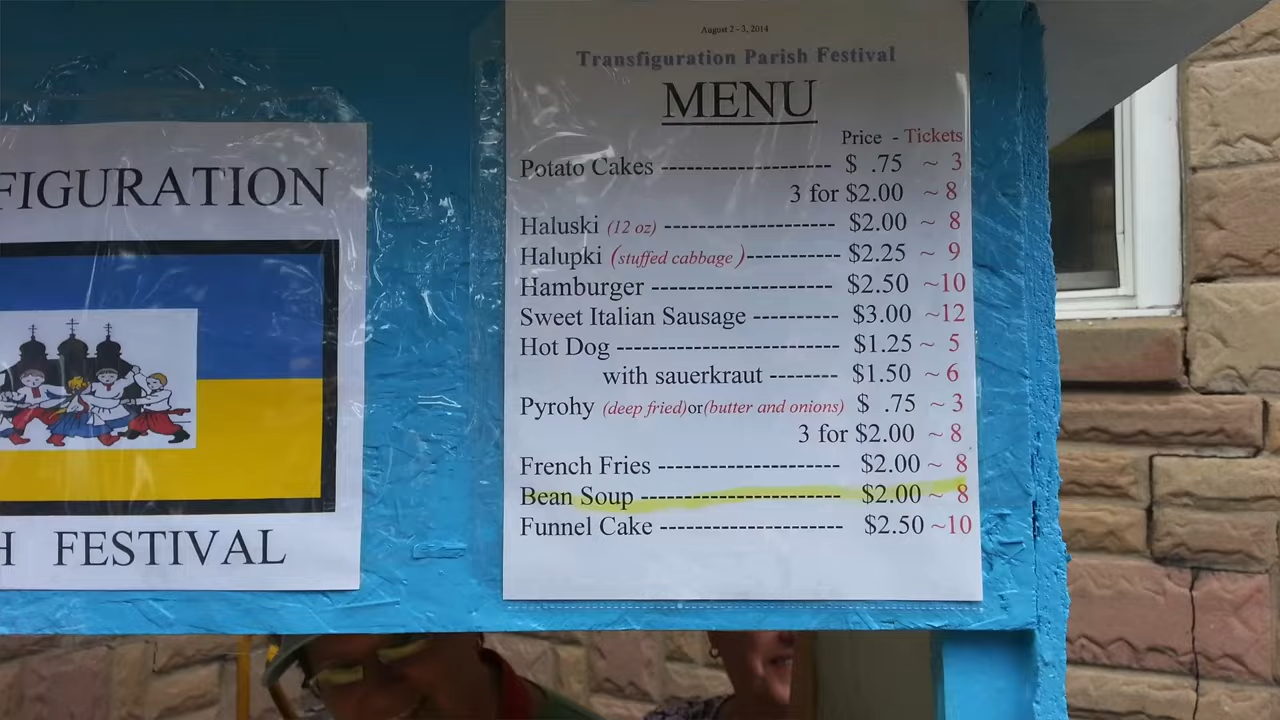 FIGURATION
H FESTIVAL
August 2 - 3, 2014
Transfiguration Parish Festival
MENU
Price - Tickets
Potato Cakes -------------------- $ .75 ~ 3
3 for $2.00 ~ 8
Haluski (12 oz) -------------------- $2.00 ~ 8
Halupki (stuffed cabbage )----------- $2.25 ~ 9
Hamburger --------------------- $2.50 ~10
Sweet Italian Sausage ---------- $3.00 ~12
Hot Dog -------------------------- $1.25 ~ 5
with sauerkraut -------- $1.50 ~ 6
Pyrohy (deep fried)or(butter and onions) $ .75 ~ 3
3 for $2.00 ~ 8
French Fries --------------------- $2.00 ~ 8
Bean Soup ----------------------- $2.00 ~ 8
Funnel Cake --------------------- $2.50 ~10